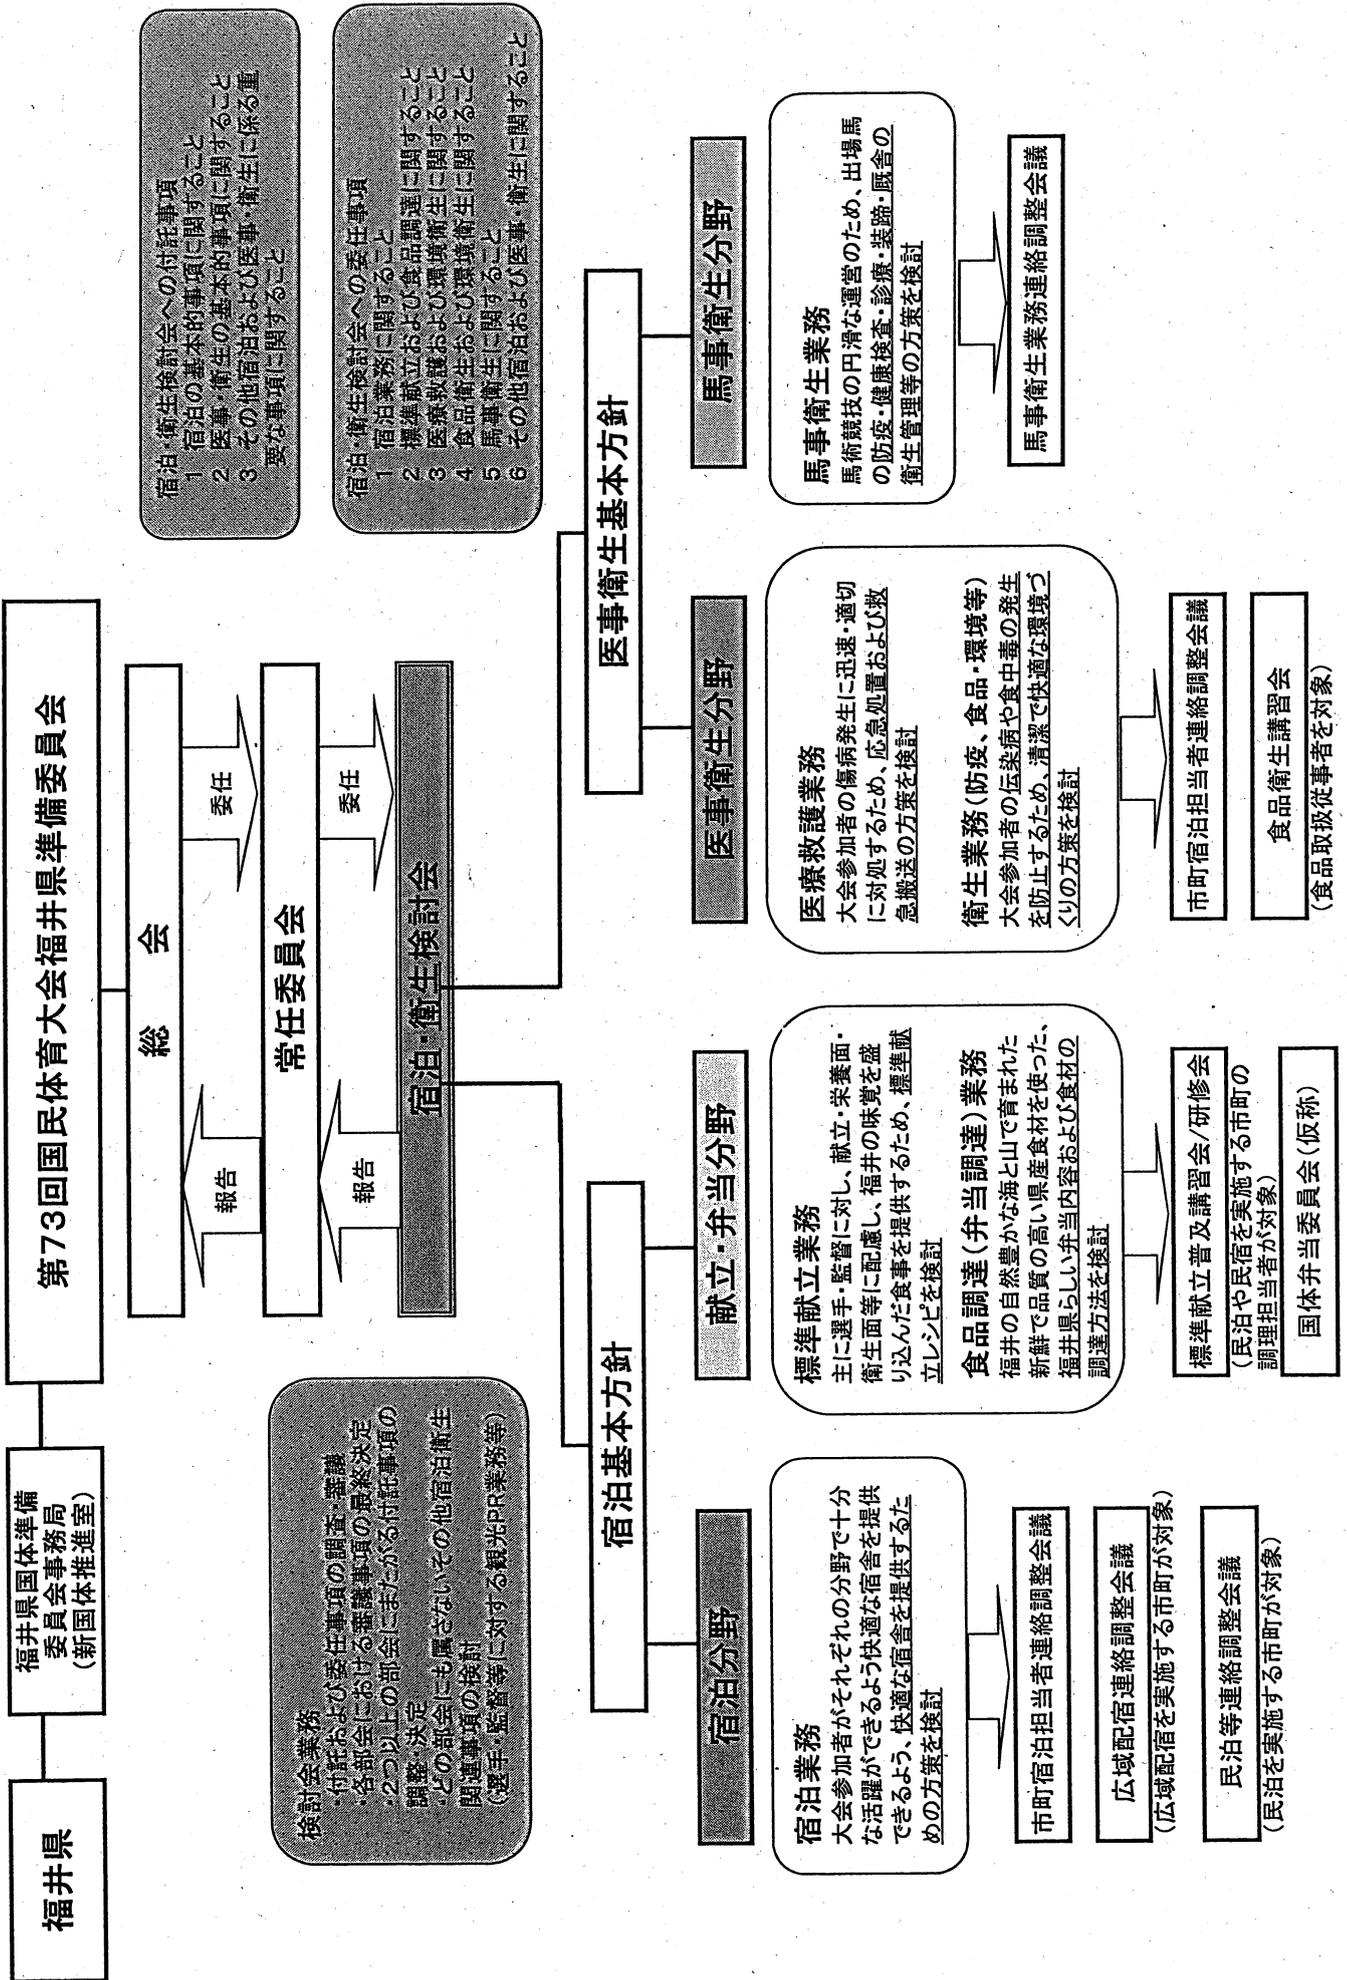 福井県
福井県国体準備
委員会事務局
(新国体推進室)
第73回国民体育大会福井県準備委員会
総　会
報告
委任
常任委員会
報告
委任
宿泊・衛生検討会
宿泊・衛生検討会への付託事項
1　宿泊の基本的事項に関すること
2　医事・衛生の基本的事項に関すること
3　その他宿泊および医事・衛生に係る重
要な事項に関すること
宿泊・衛生検討会への委任事項
1　宿泊業務に関すること
2　標準献立および食品調達に関すること
3　医療救護および環境衛生に関すること
4　食品衛生および環境衛生に関すること
5　馬事衛生に関すること
6　その他宿泊および医事・衛生に関すること
検討会業務
・付託および委任事項の調査・審議
・各部会における審議事項の最終決定
・2つ以上の部会にまたがる付託事項の
調整・決定
・どの部会にも属さないその他宿泊衛生
関連事項の検討
(選手・監督等に対する観光PR業務等)
宿泊基本方針
医事衛生基本方針
宿泊分野
宿泊業務
大会参加者がそれぞれの分野で十分
な活躍ができるよう快適な宿舎を提供
できるよう、快適な宿舎を提供するた
めの方策を検討
市町宿泊担当者連絡調整会議
広域配宿連絡調整会議
(広域配宿を実施する市町が対象)
民泊等連絡調整会議
(民泊を実施する市町が対象)
献立・弁当分野
標準献立業務
主に選手・監督に対し、献立・栄養面・
衛生面等に配慮し、福井の味覚を盛
り込んだ食事を提供するため、標準献
立レシピを検討
食品調達(弁当調達)業務
福井の自然豊かな海と山で育まれた
新鮮で品質の高い県産食材を使った、
福井県らしい弁当内容および食材の
調達方法を検討
標準献立普及講習会/研修会
(民泊や民宿を実施する市町の
調理担当者が対象)
国体弁当委員会(仮称)
医事衛生分野
医療救護業務
大会参加者の傷病発生に迅速・適切
に対処するため、応急処置および救
急搬送の方策を検討
衛生業務(防疫、食品・環境等)
大会参加者の伝染病や食中毒の発生
を防止するため、清潔で快適な環境づ
くりの方策を検討
市町宿泊担当者連絡調整会議
食品衛生講習会
(食品取扱従事者を対象)
馬事衛生分野
馬事衛生業務
馬術競技の円滑な運営のため、出場馬
の防疫・健康検査・診療・装蹄・厩舎の
衛生管理等の方策を検討
馬事衛生業務連絡調整会議